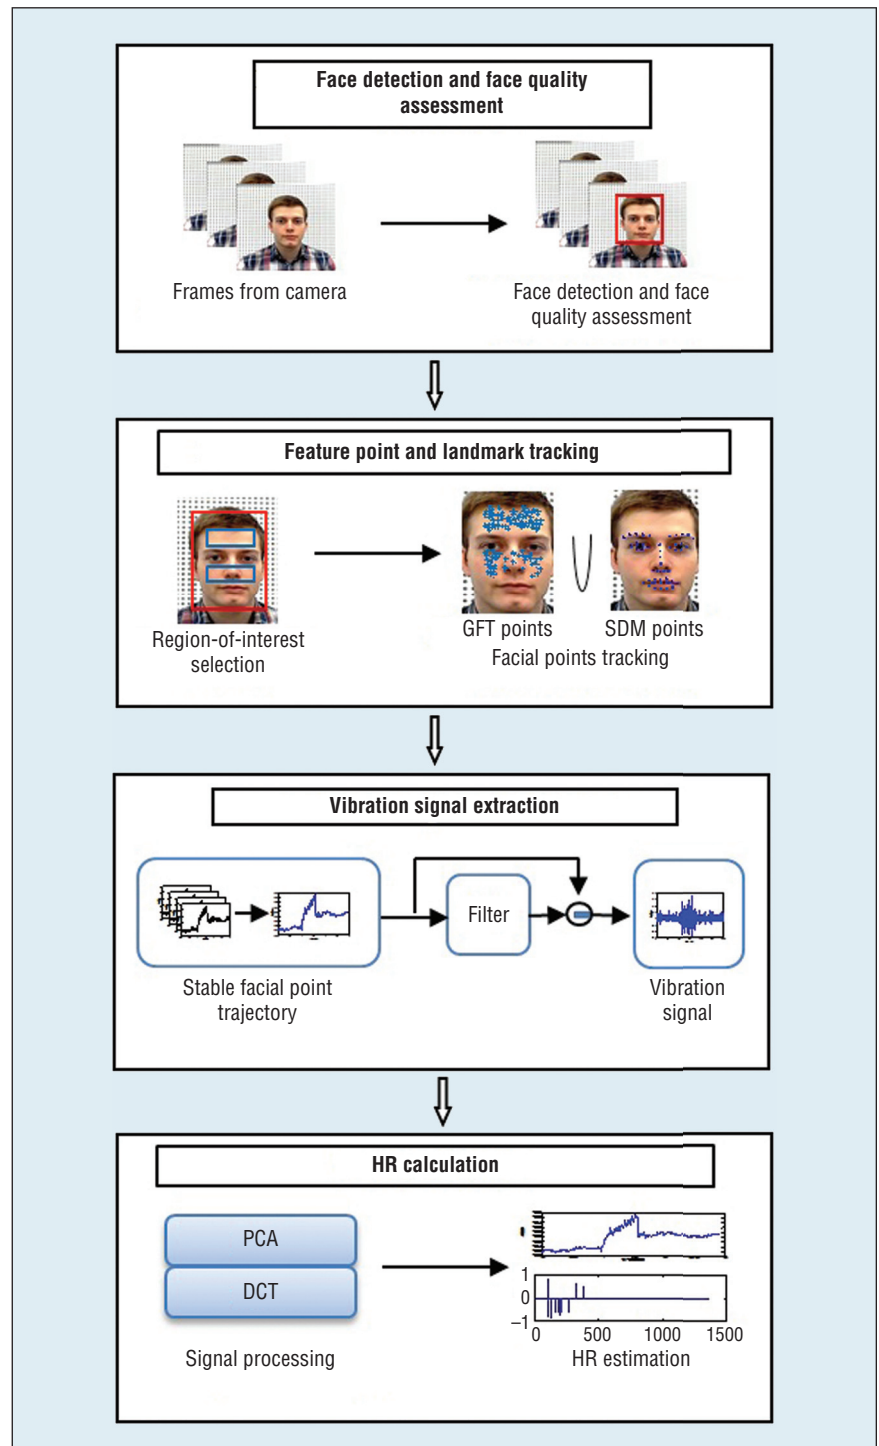 Face detection and face quality
assessment
Frames from camera
Face detection and face
quality assessment
Feature point and landmark tracking
Region-of-interest
selection
GFT points
SDM points
Facial points tracking
Vibration signal extraction
Filter
Stable facial point
trajectory
Vibration
signal
HR calculation
PCA
DCT
Signal processing
1
0
–1
0 500 1000 1500
HR estimation